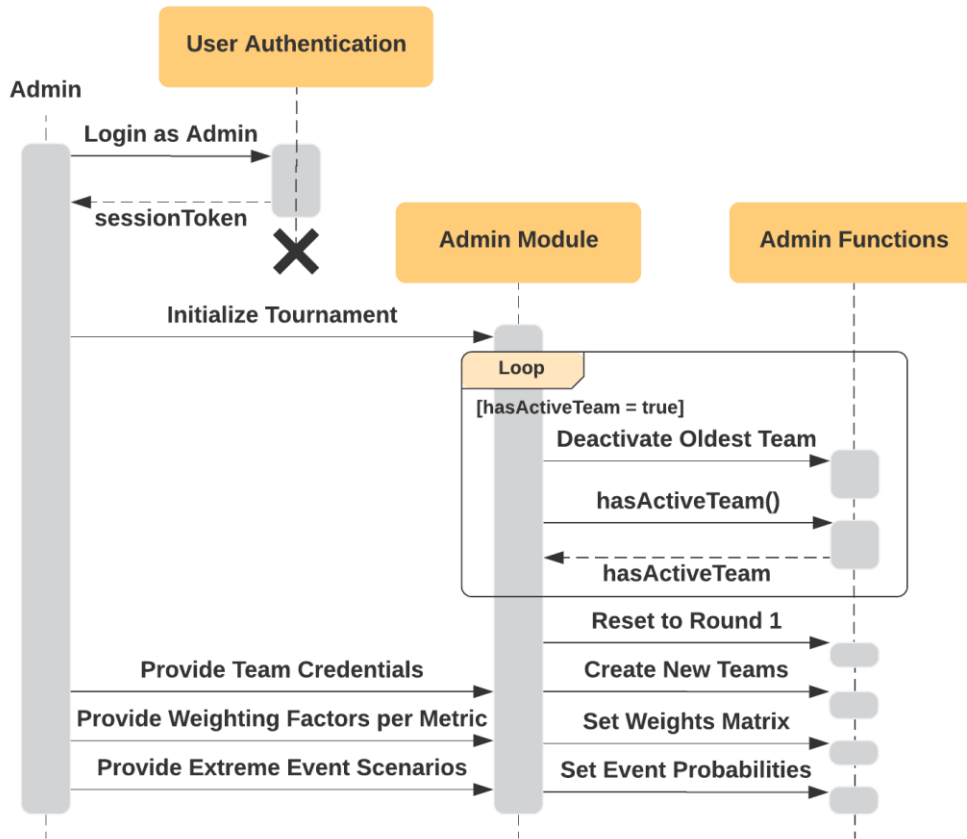 User Authentication
Admin
Login as Admin
sessionToken
Admin Module
Admin Functions
Initialize Tournament
Loop
[hasActiveTeam = true]
Deactivate Oldest Team
hasActiveTeam()
hasActiveTeam
Reset to Round 1
Provide Team Credentials
Create New Teams
Provide Weighting Factors per Metric
Set Weights Matrix
Provide Extreme Event Scenarios
Set Event Probabilities